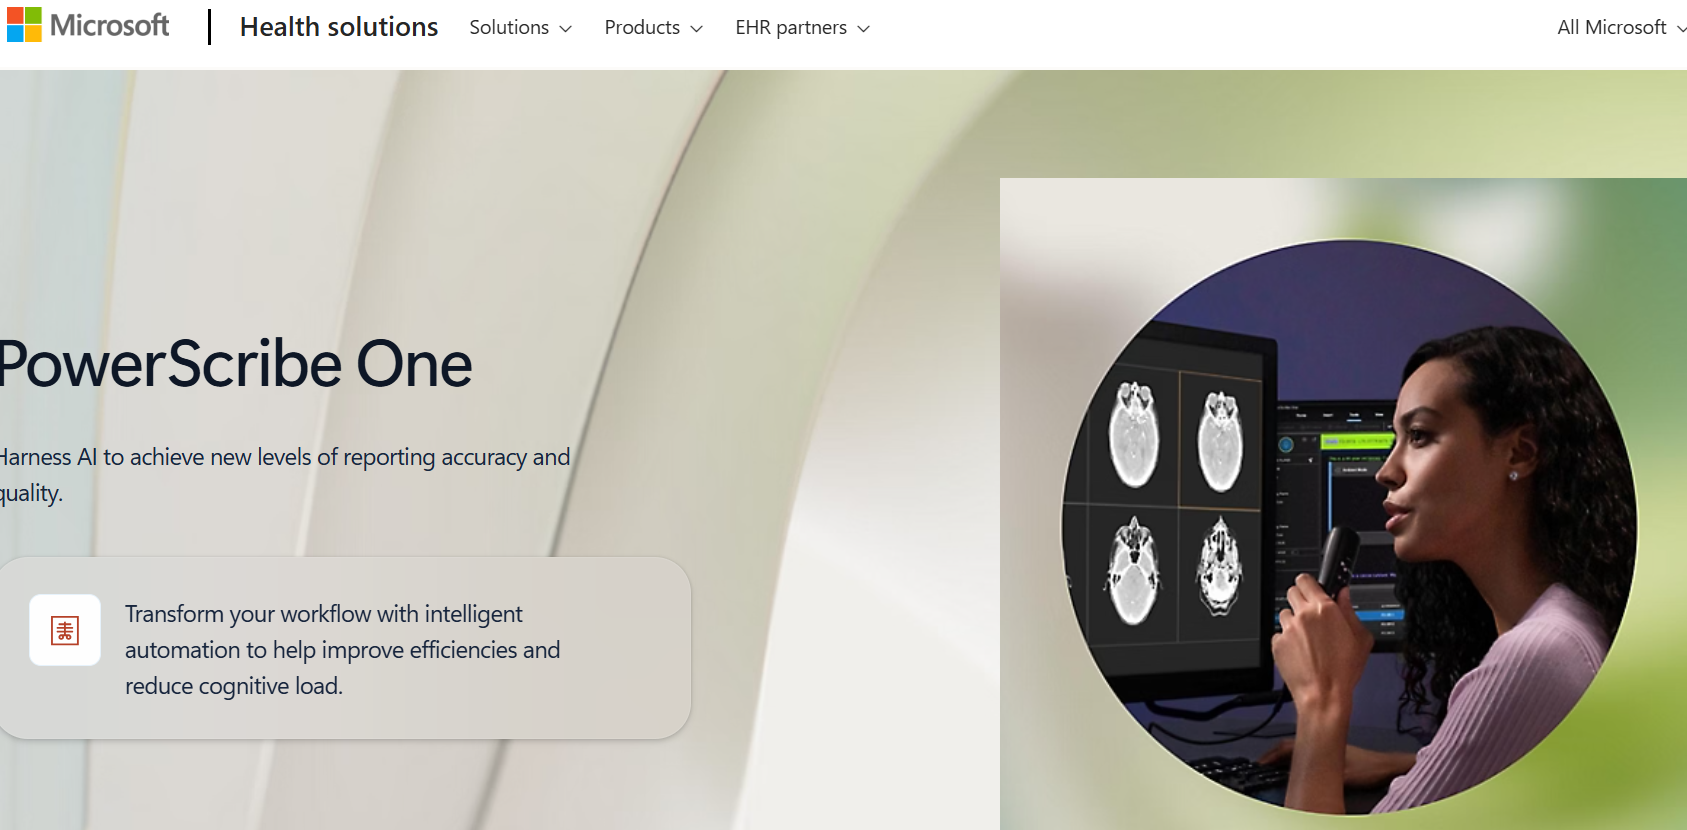 Microsoft
Health solutions
Solutions
Products
EHR partners
All Microsoft
PowerScribe One
Harness AI to achieve new levels of reporting accuracy and
quality.
Transform your workflow with intelligent
automation to help improve efficiencies and
reduce cognitive load.